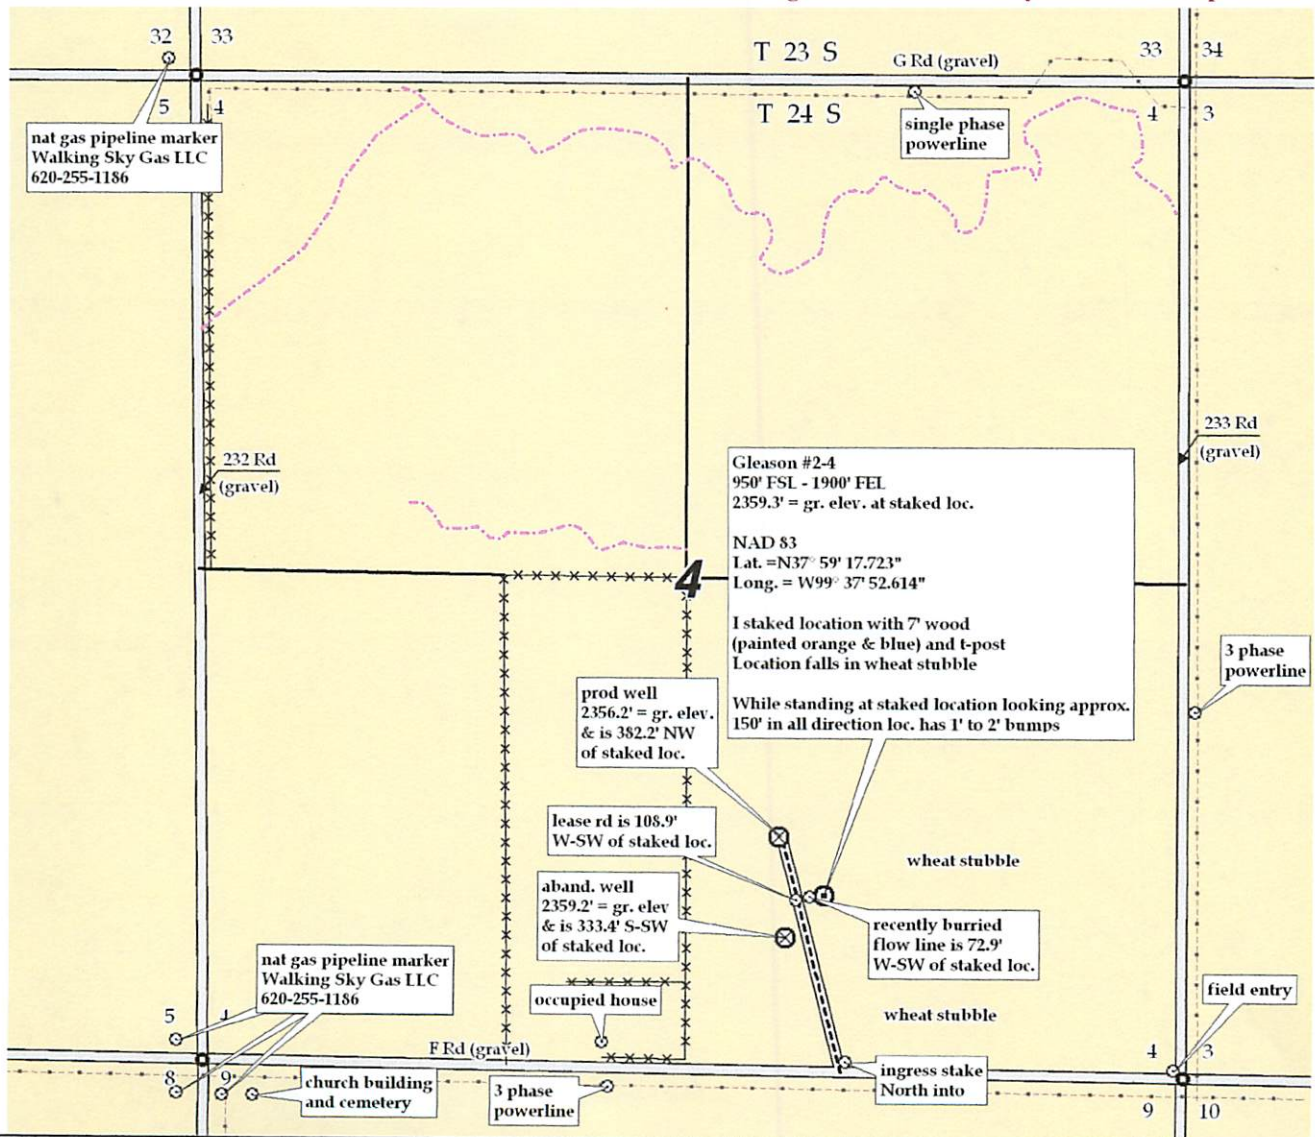 32
33
T 23 S
G Rd (gravel)
33
34
5
4
T 24 S
4
3
nat gas pipeline marker
Walking Sky Gas LLC
620-255-1186
single phase
powerline
232 Rd
(gravel)
233 Rd
(gravel)
Gleason #2-4
950' FSL - 1900' FEL
2359.3' = gr. elev. at staked loc.
NAD 83
Lat. =N37° 59' 17.723"
Long. = W99° 37' 52.614"
I staked location with 7' wood
(painted orange & blue) and t-post
Location falls in wheat stubble
While standing at staked location looking approx.
150' in all direction loc. has 1' to 2' bumps
4
3 phase
powerline
prod well
2356.2' = gr. elev.
& is 382.2' NW
of staked loc.
lease rd is 108.9'
W-SW of staked loc.
wheat stubble
aband. well
2359.2' = gr. elev
& is 333.4' S-SW
of staked loc.
recently burried
flow line is 72.9'
W-SW of staked loc.
nat gas pipeline marker
Walking Sky Gas LLC
620-255-1186
occupied house
field entry
wheat stubble
5
4
F Rd (gravel)
4
3
8
9
church building
and cemetery
3 phase
powerline
ingress stake
North into
9
10